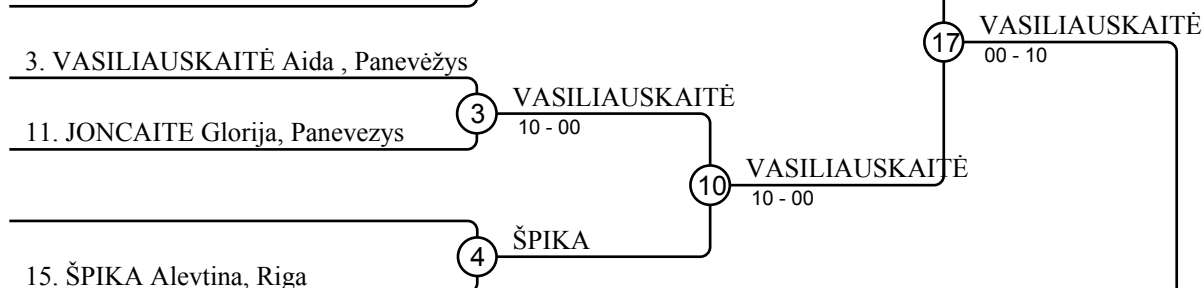 VASILIAUSKAITĖ
17
00 - 10
3. VASILIAUSKAITĖ Aida , Panevėžys
3
VASILIAUSKAITĖ
10 - 00
11. JONCAITE Glorija, Panevezys
10
VASILIAUSKAITĖ
10 - 00
4
ŠPIKA
15. ŠPIKA Alevtina, Riga